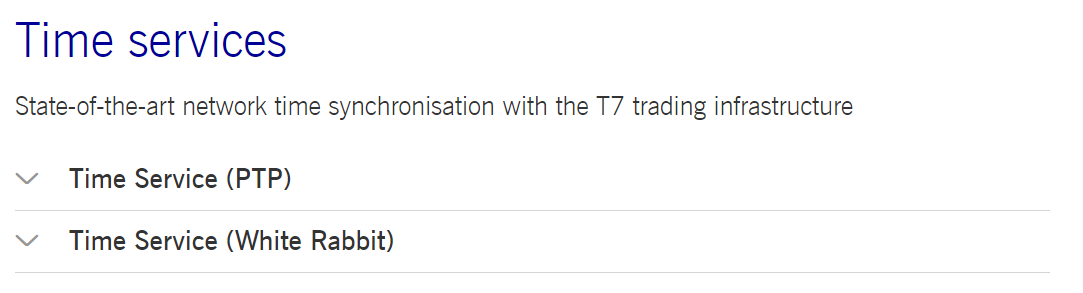 Time services
State-of-the-art network time synchronisation with the T7 trading infrastructure
Time Service (PTP)
Time Service (White Rabbit)